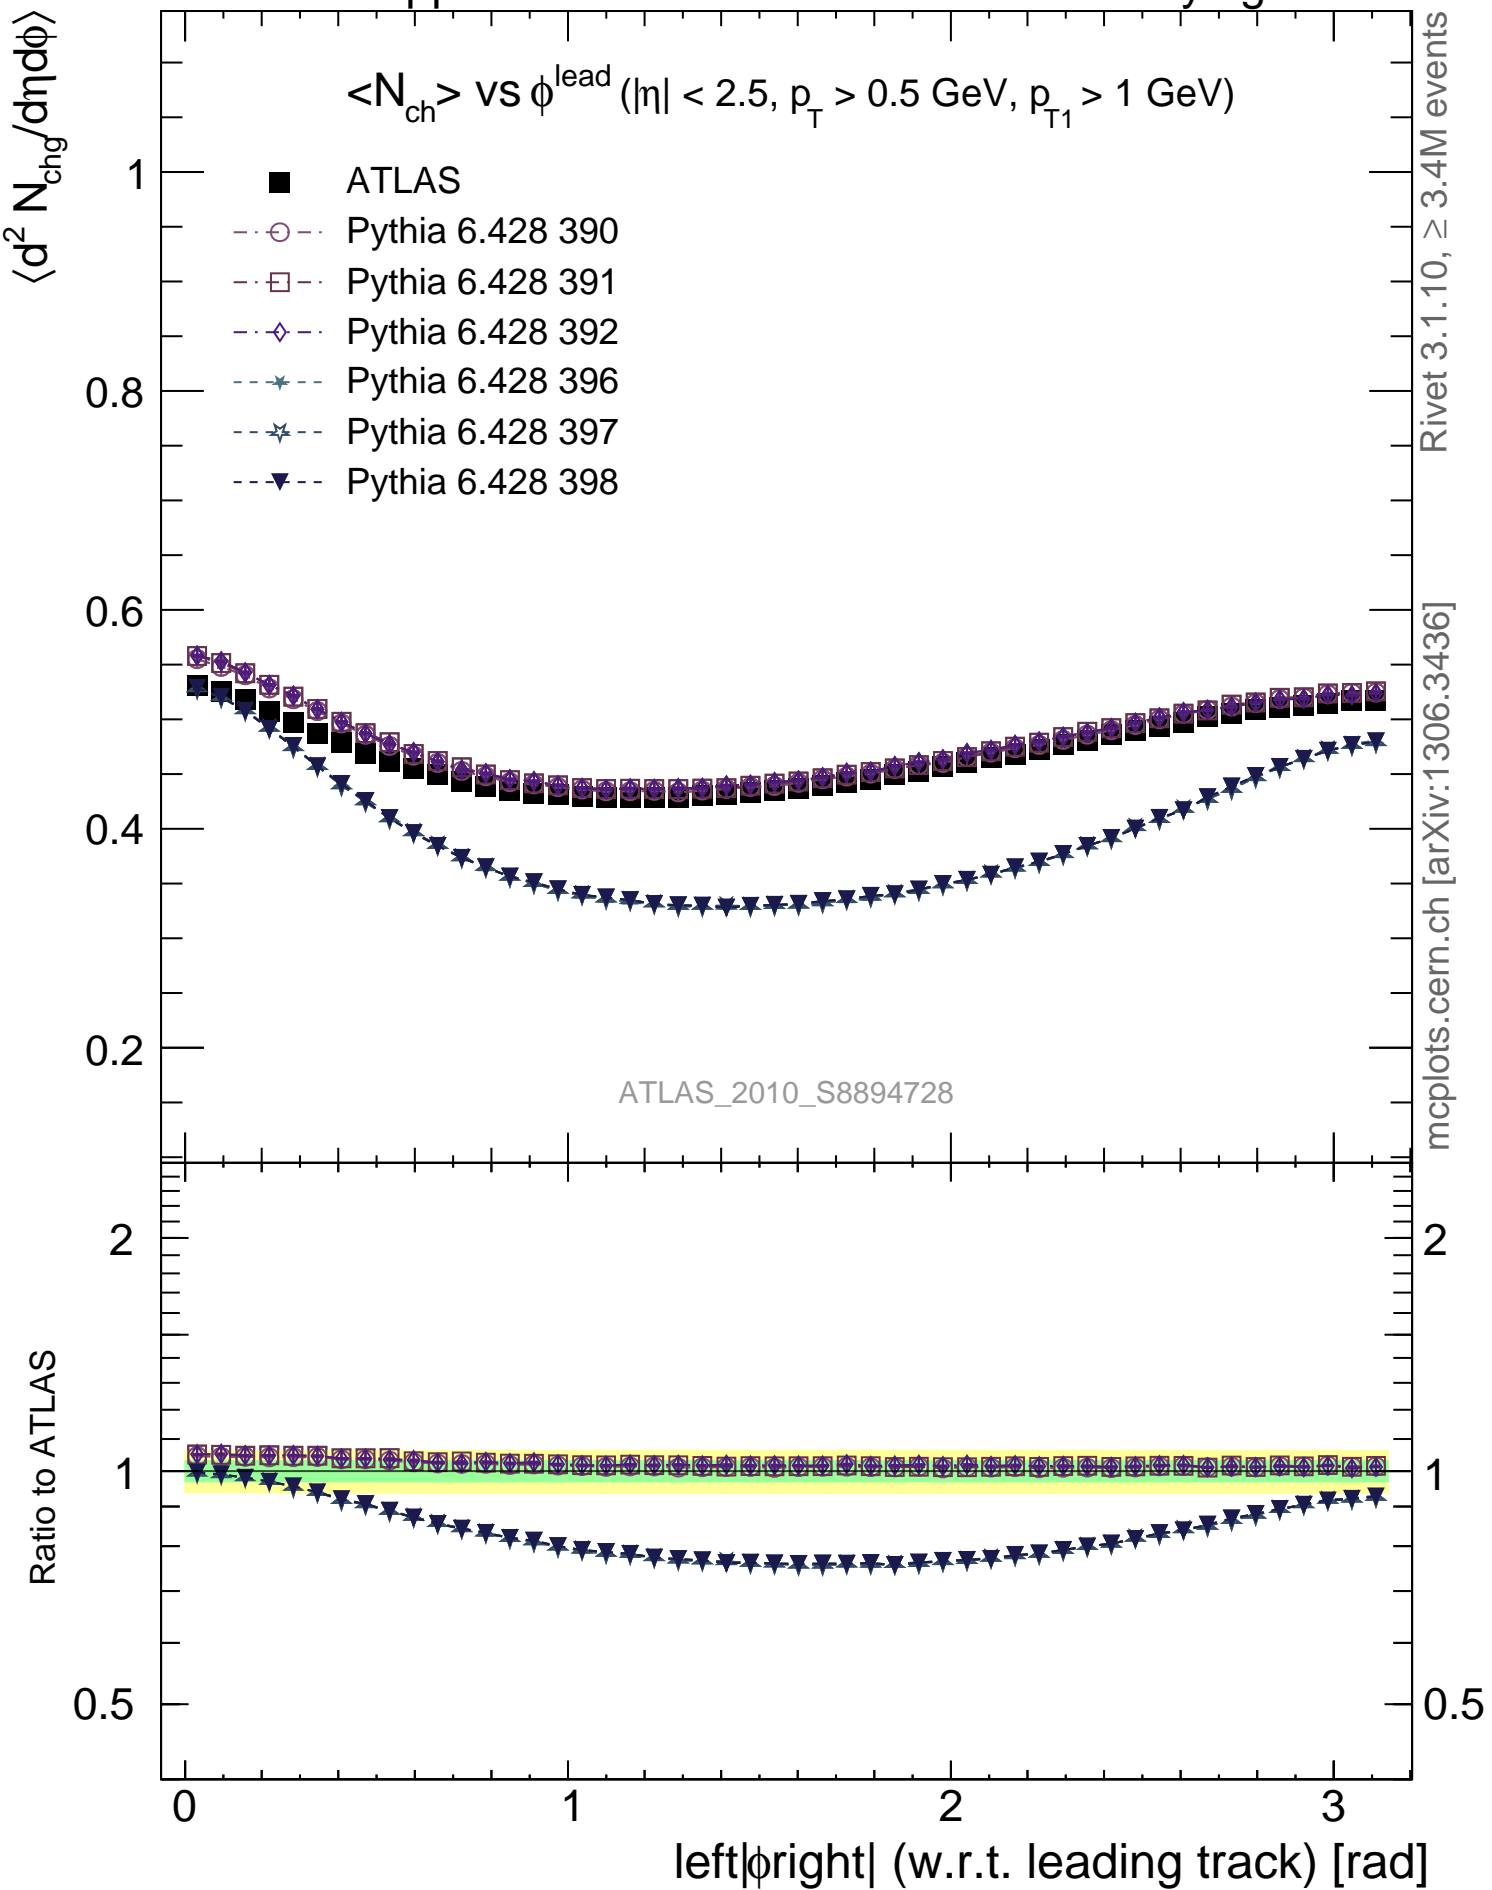 ⟨d² N_chg/dηdϕ⟩
<N_ch> vs ϕ^lead (|η| < 2.5, p_T > 0.5 GeV, p_T1 > 1 GeV)
ATLAS
Pythia 6.428 390
Pythia 6.428 391
Pythia 6.428 392
Pythia 6.428 396
Pythia 6.428 397
Pythia 6.428 398
1
0.8
0.6
0.4
0.2
ATLAS_2010_S8894728
Rivet 3.1.10, ≥ 3.4M events
mcplots.cern.ch [arXiv:1306.3436]
Ratio to ATLAS
2
1
0.5
2
1
0.5
0 1 2 3
left|ϕright| (w.r.t. leading track) [rad]